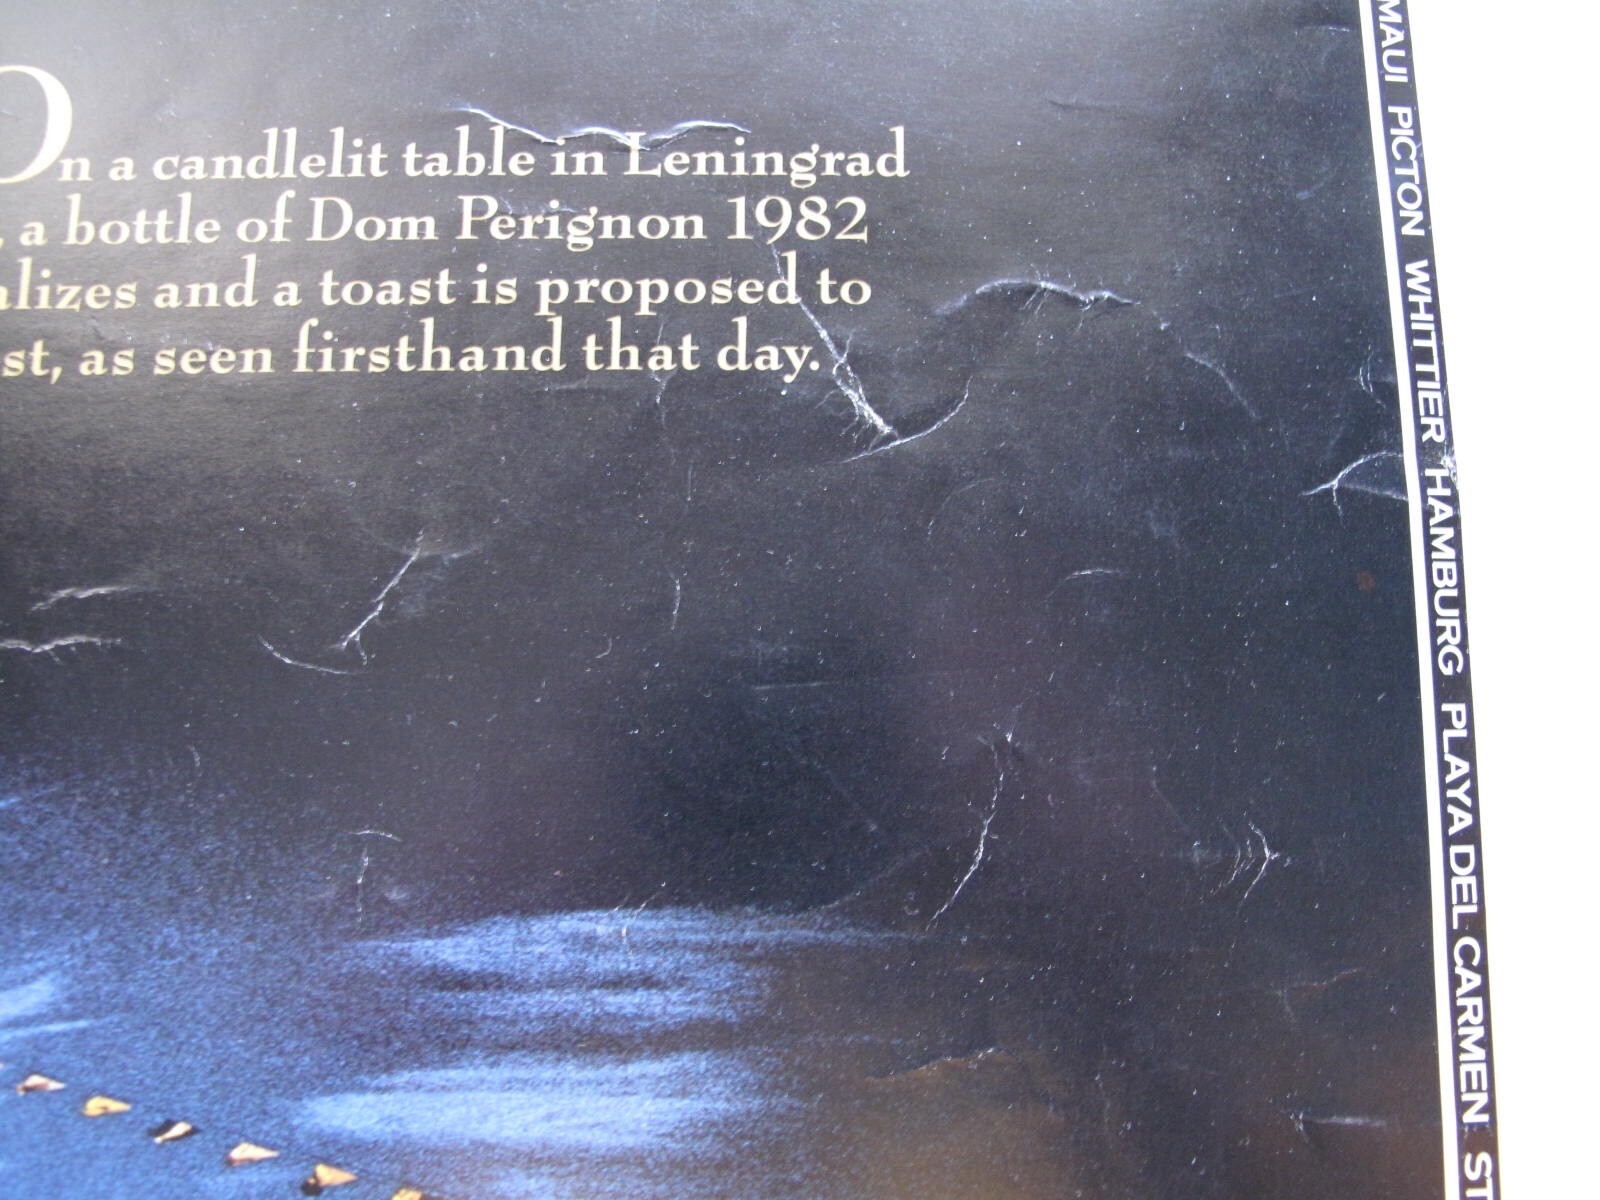 On a candlelit table in Leningrad
, a bottle of Dom Perignon 1982
and a toast is proposed to
st, as seen firsthand that day.
MAUI PICTON WHITTIER HAMBURG PLAYA DEL CARMEN